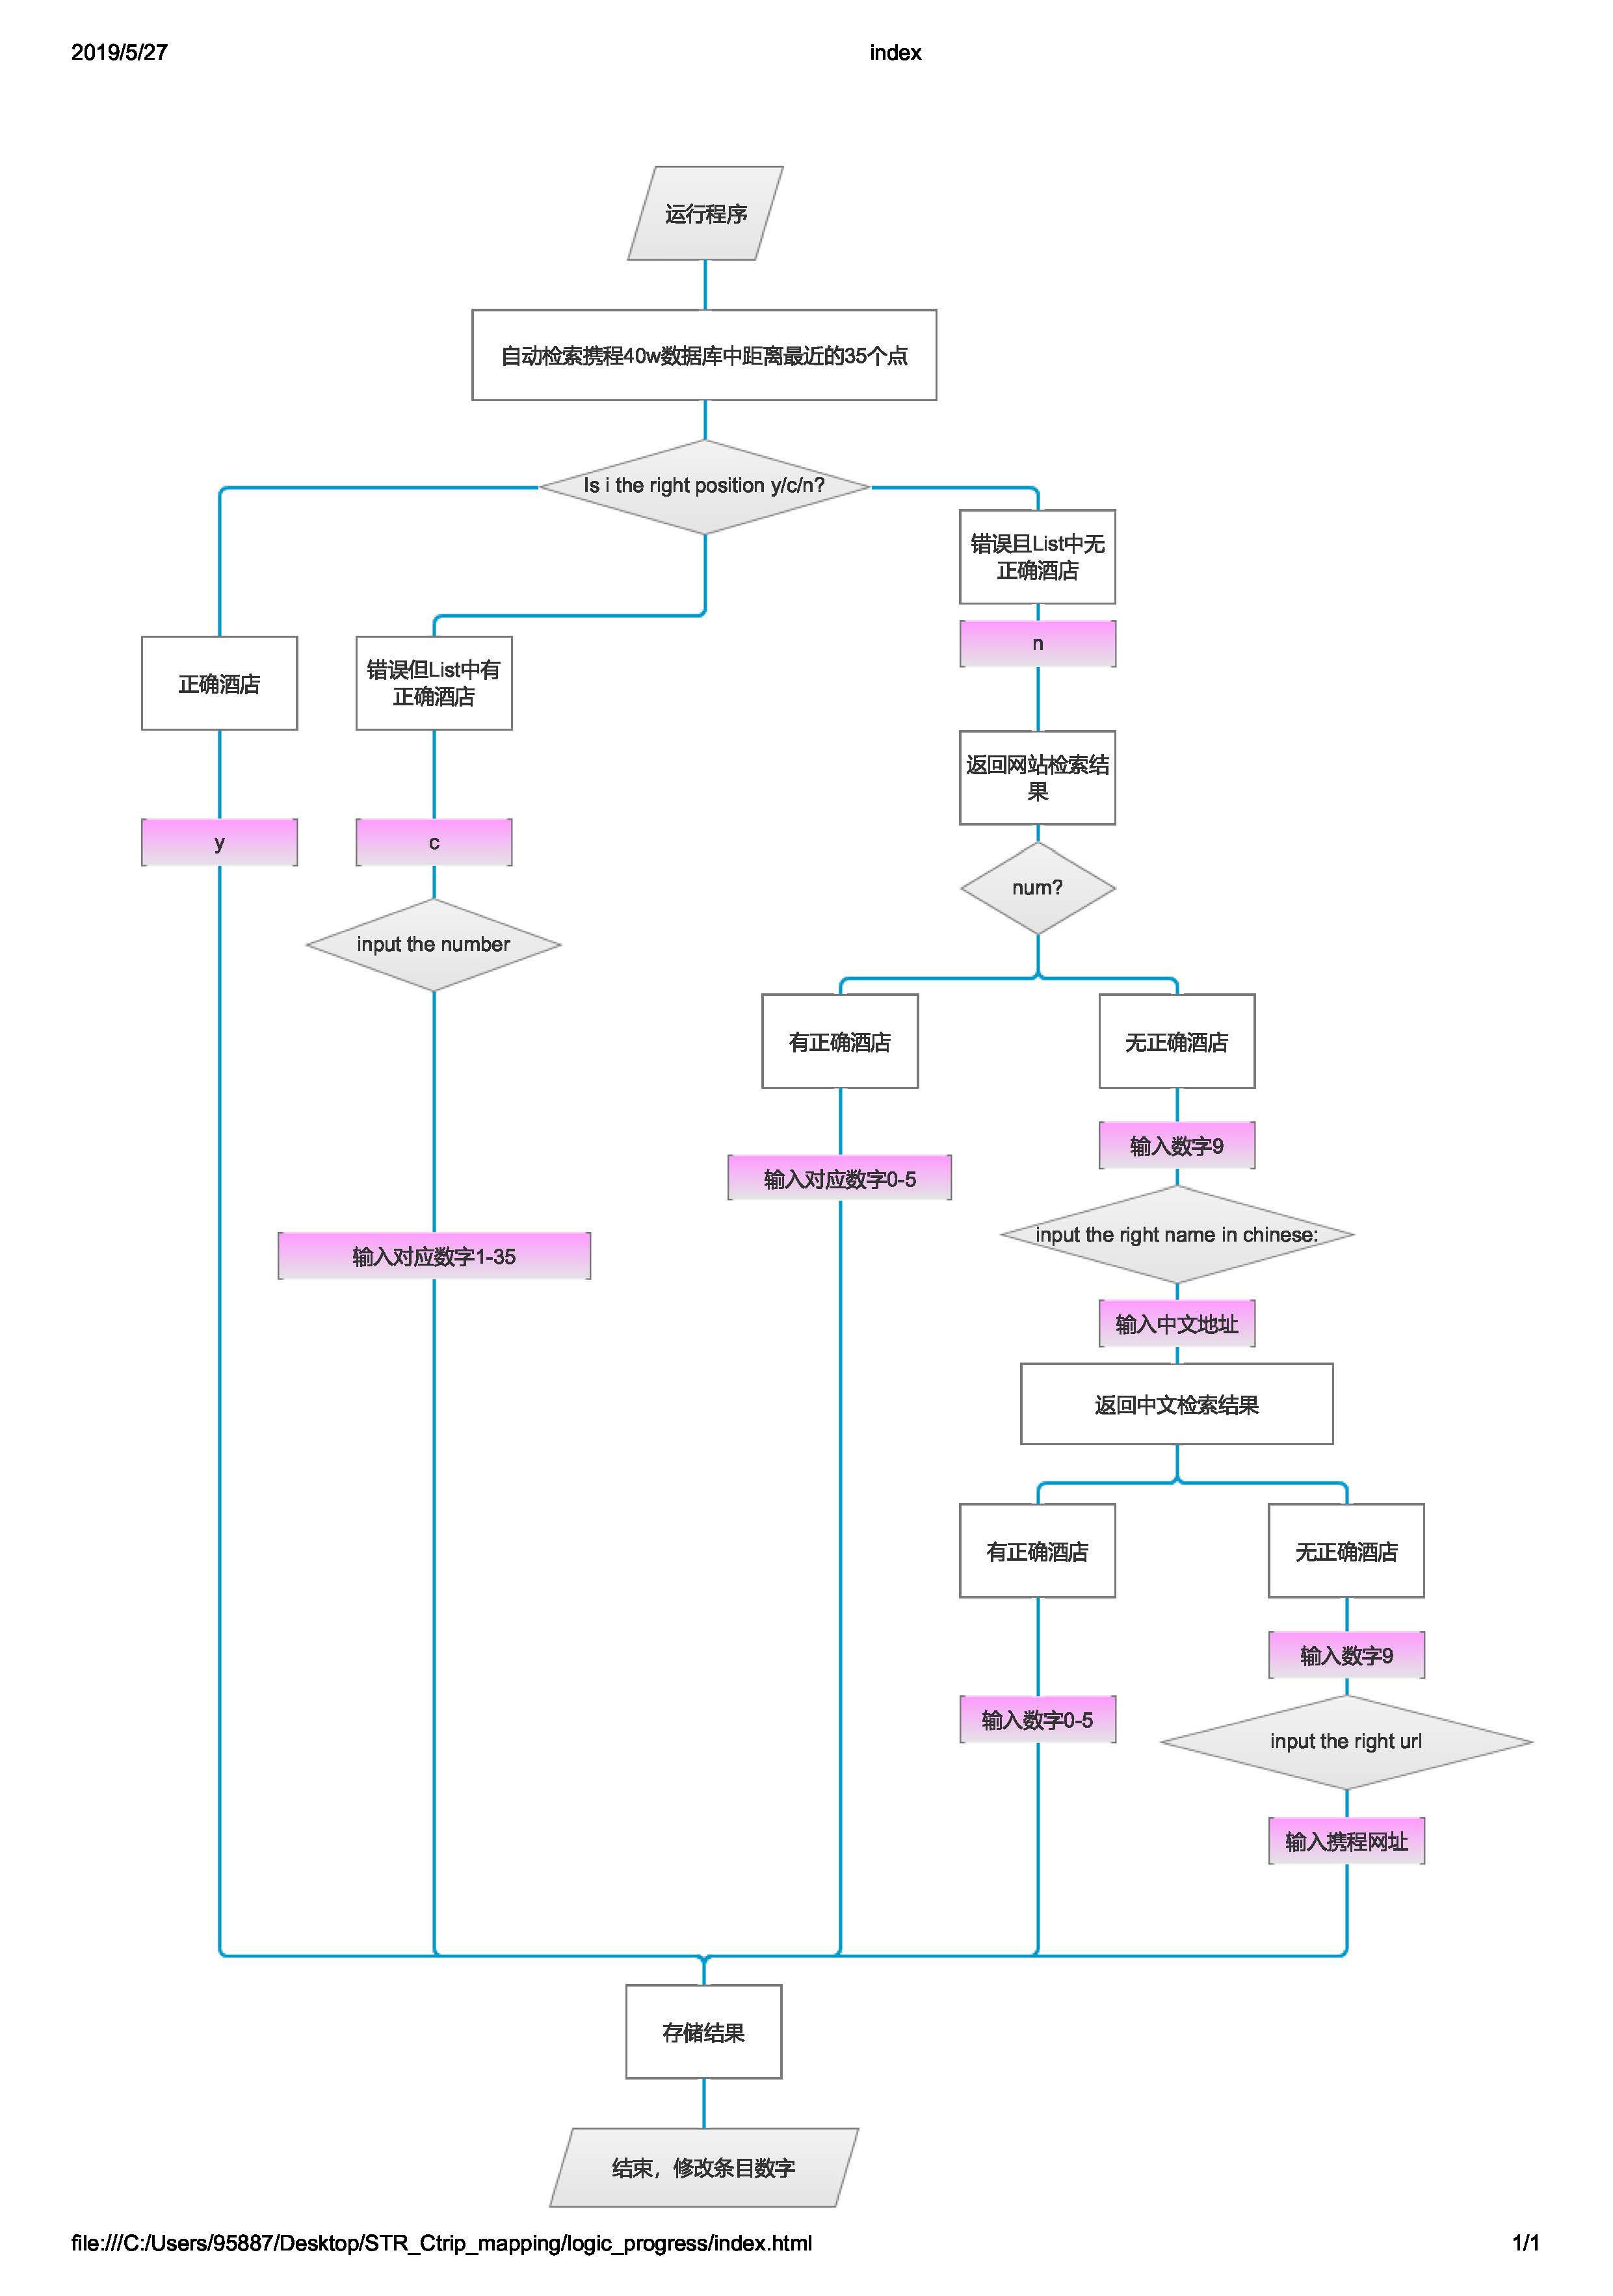 2019/5/27
index
运行程序
自动检索携程40w数据库中距离最近的35个点
Is i the right position y/c/n?
错误且List中无
正确酒店
n
正确酒店
错误但List中有
正确酒店
返回网站检索结
果
y
c
num?
input the number
有正确酒店
无正确酒店
输入数字9
输入对应数字0-5
input the right name in chinese:
输入对应数字1-35
输入中文地址
返回中文检索结果
有正确酒店
无正确酒店
输入数字9
输入数字0-5
input the right url
输入携程网址
存储结果
结束，修改条目数字
file:///C:/Users/95887/Desktop/STR_Ctrip_mapping/logic_progress/index.html
1/1